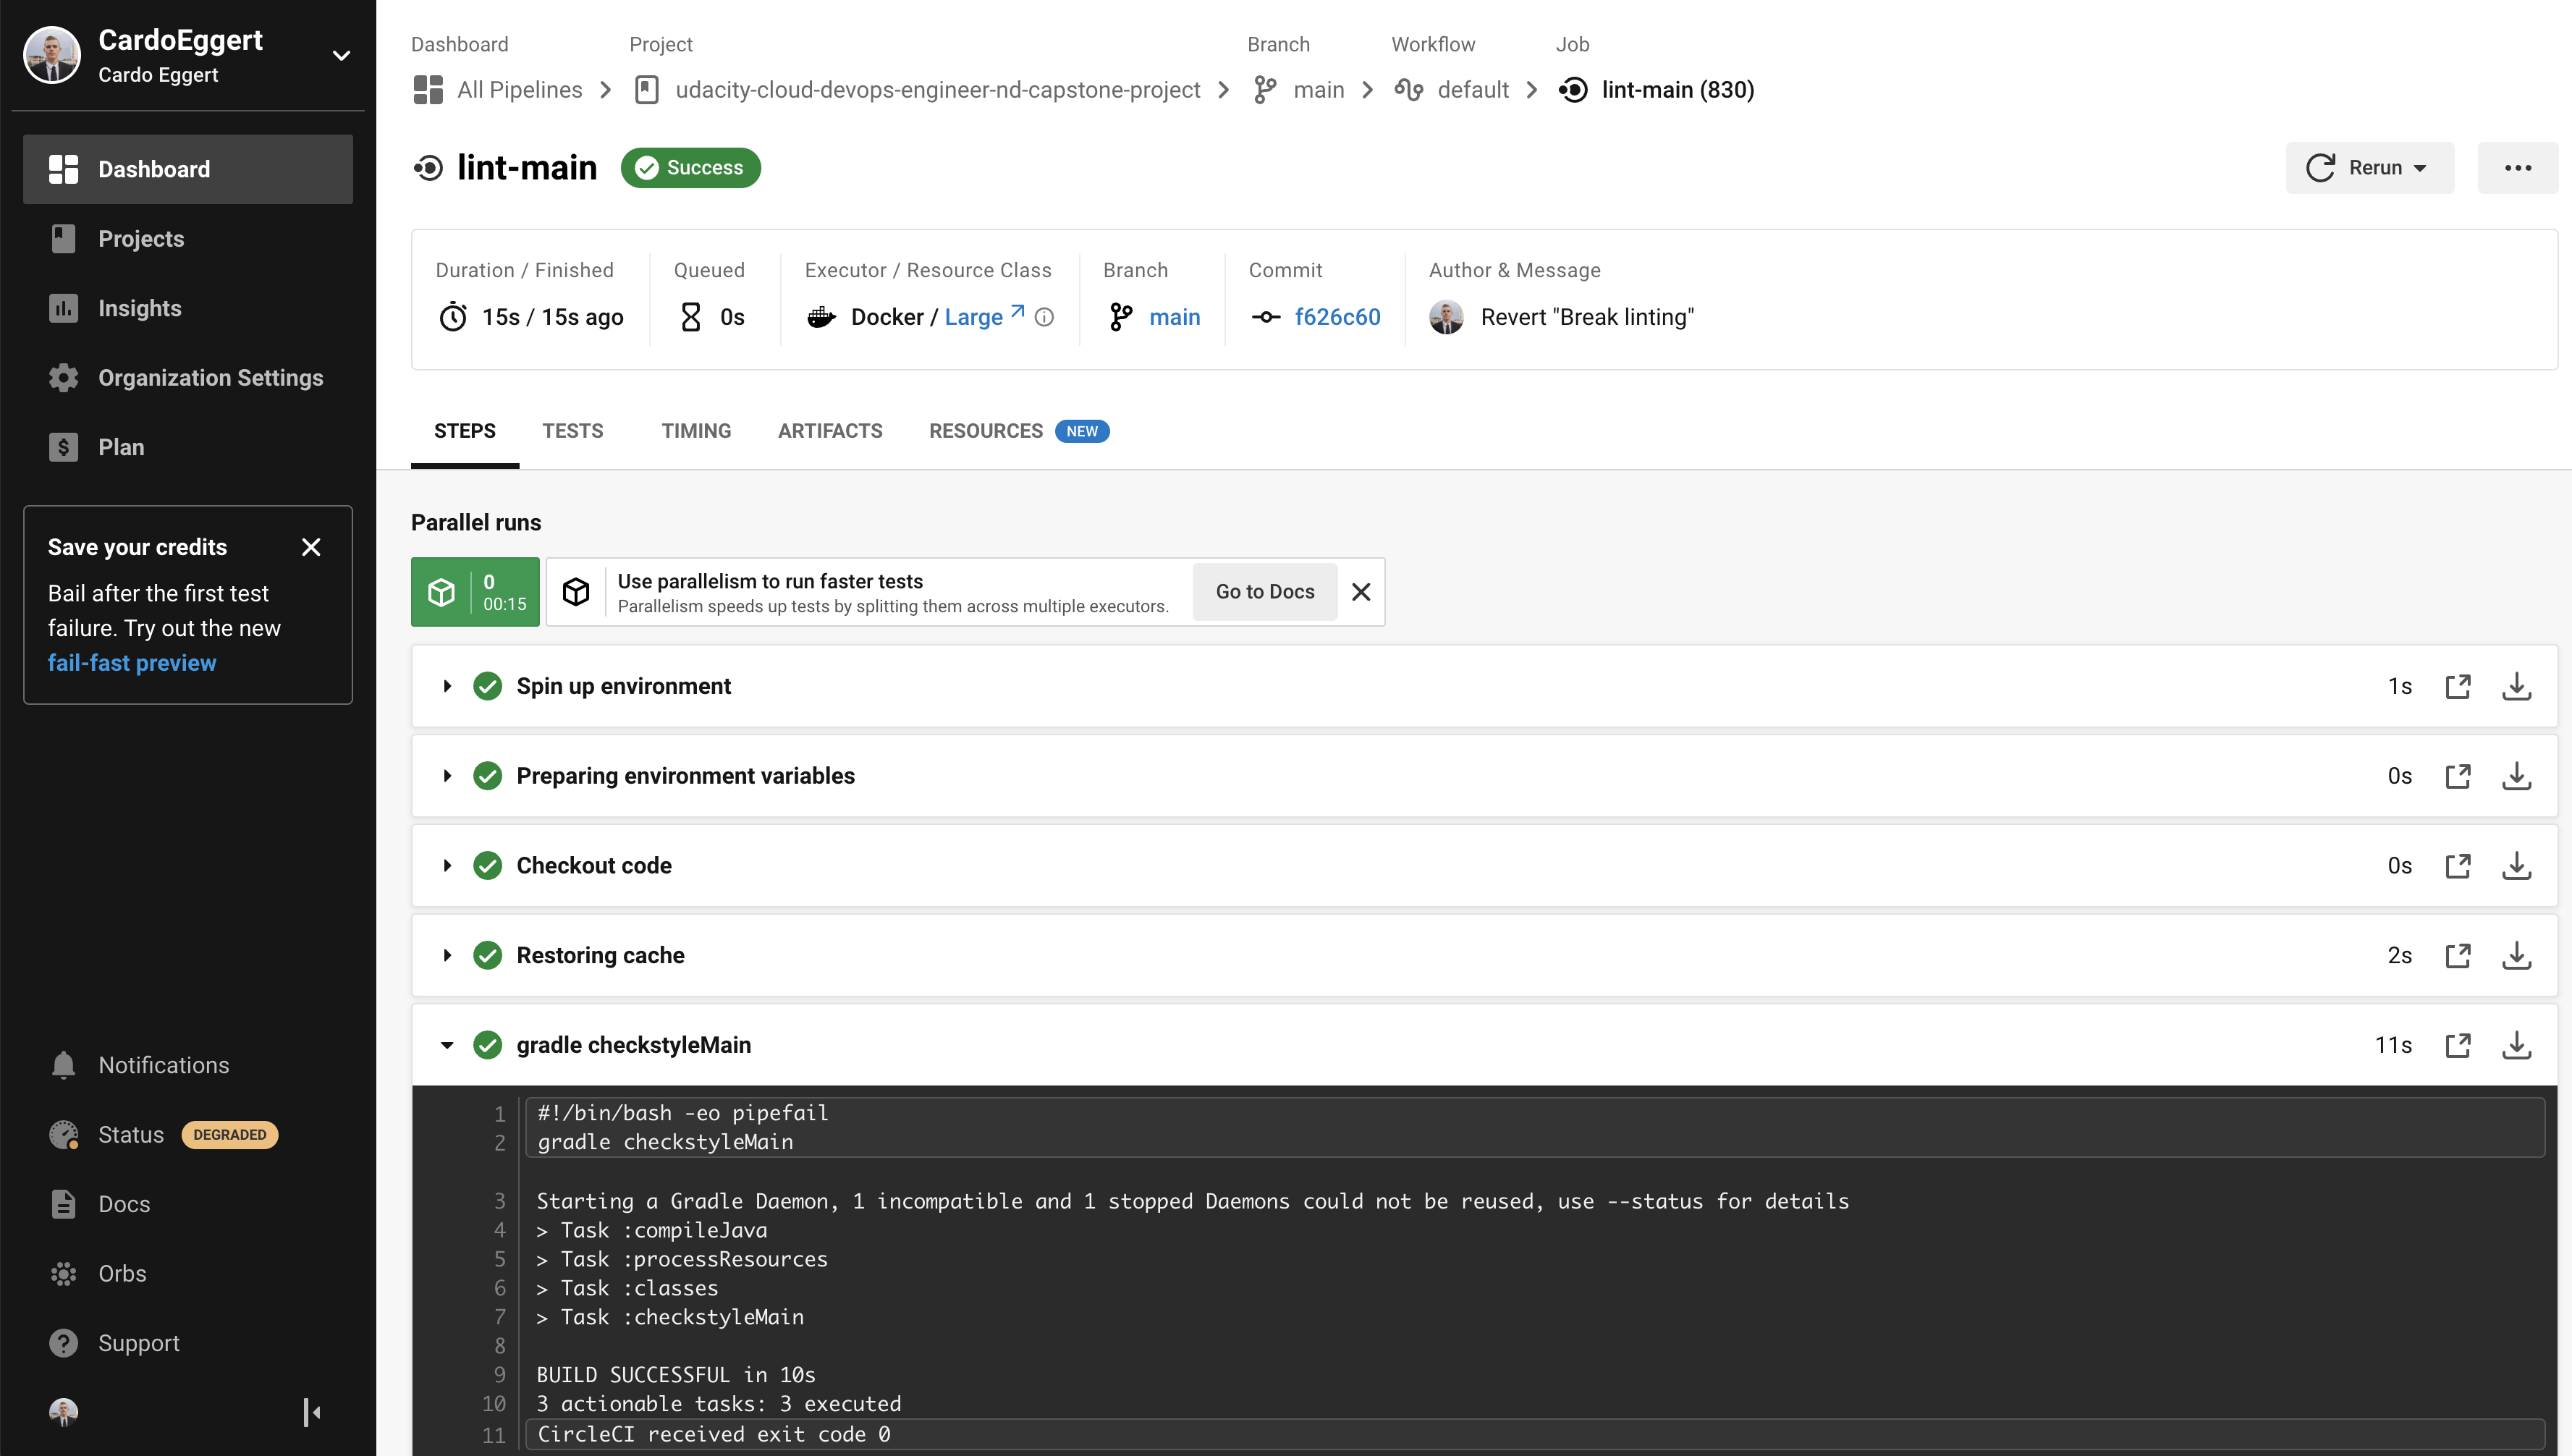 CardoEggert
Cardo Eggert
Dashboard
Projects
Insights
Organization Settings
Plan
Save your credits
Bail after the first test
failure. Try out the new
fail-fast preview
Notifications
Status DEGRADED
Docs
Orbs
Support
Dashboard Project Branch Workflow Job
All Pipelines udacity-cloud-devops-engineer-nd-capstone-project main default lint-main (830)
lint-main Success
Rerun
Duration / Finished Queued Executor / Resource Class Branch Commit Author & Message
15s / 15s ago 0s Docker / Large main f626c60 Revert "Break linting"
STEPS TESTS TIMING ARTIFACTS RESOURCES NEW
Parallel runs
0
00:15
Use parallelism to run faster tests
Parallelism speeds up tests by splitting them across multiple executors.
Go to Docs
Spin up environment 1s
Preparing environment variables 0s
Checkout code 0s
Restoring cache 2s
gradle checkstyleMain 11s
1 #!/bin/bash -eo pipefail
2 gradle checkstyleMain
3 Starting a Gradle Daemon, 1 incompatible and 1 stopped Daemons could not be reused, use --status for details
4 > Task :compileJava
5 > Task :processResources
6 > Task :classes
7 > Task :checkstyleMain
8
9 BUILD SUCCESSFUL in 10s
10 3 actionable tasks: 3 executed
11 CircleCI received exit code 0